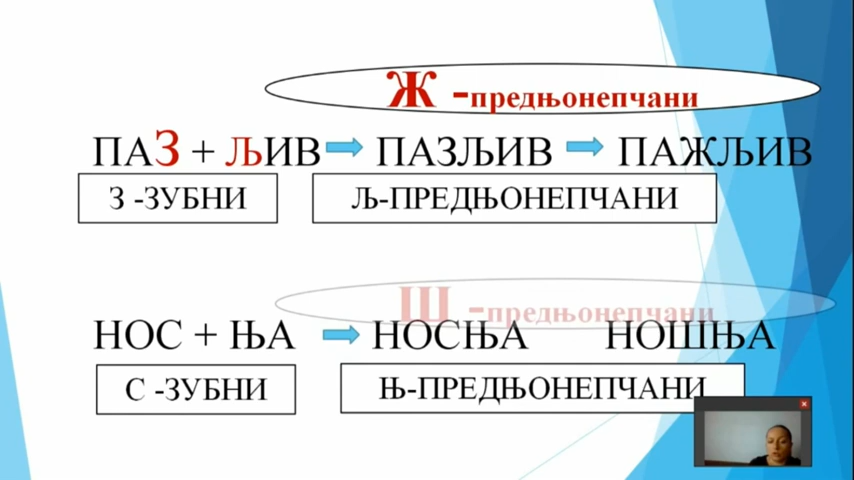 Ж -предњонепчани
ПАЗ + ЉИВ ПАЗЉИВ ПАЖЉИВ
З -ЗУБНИ Љ-ПРЕДЊОНЕПЧАНИ
Ш -предњонепчани
НОС + ЊА НОСЊА НОШЊА
С -ЗУБНИ Њ-ПРЕДЊОНЕПЧАНИ